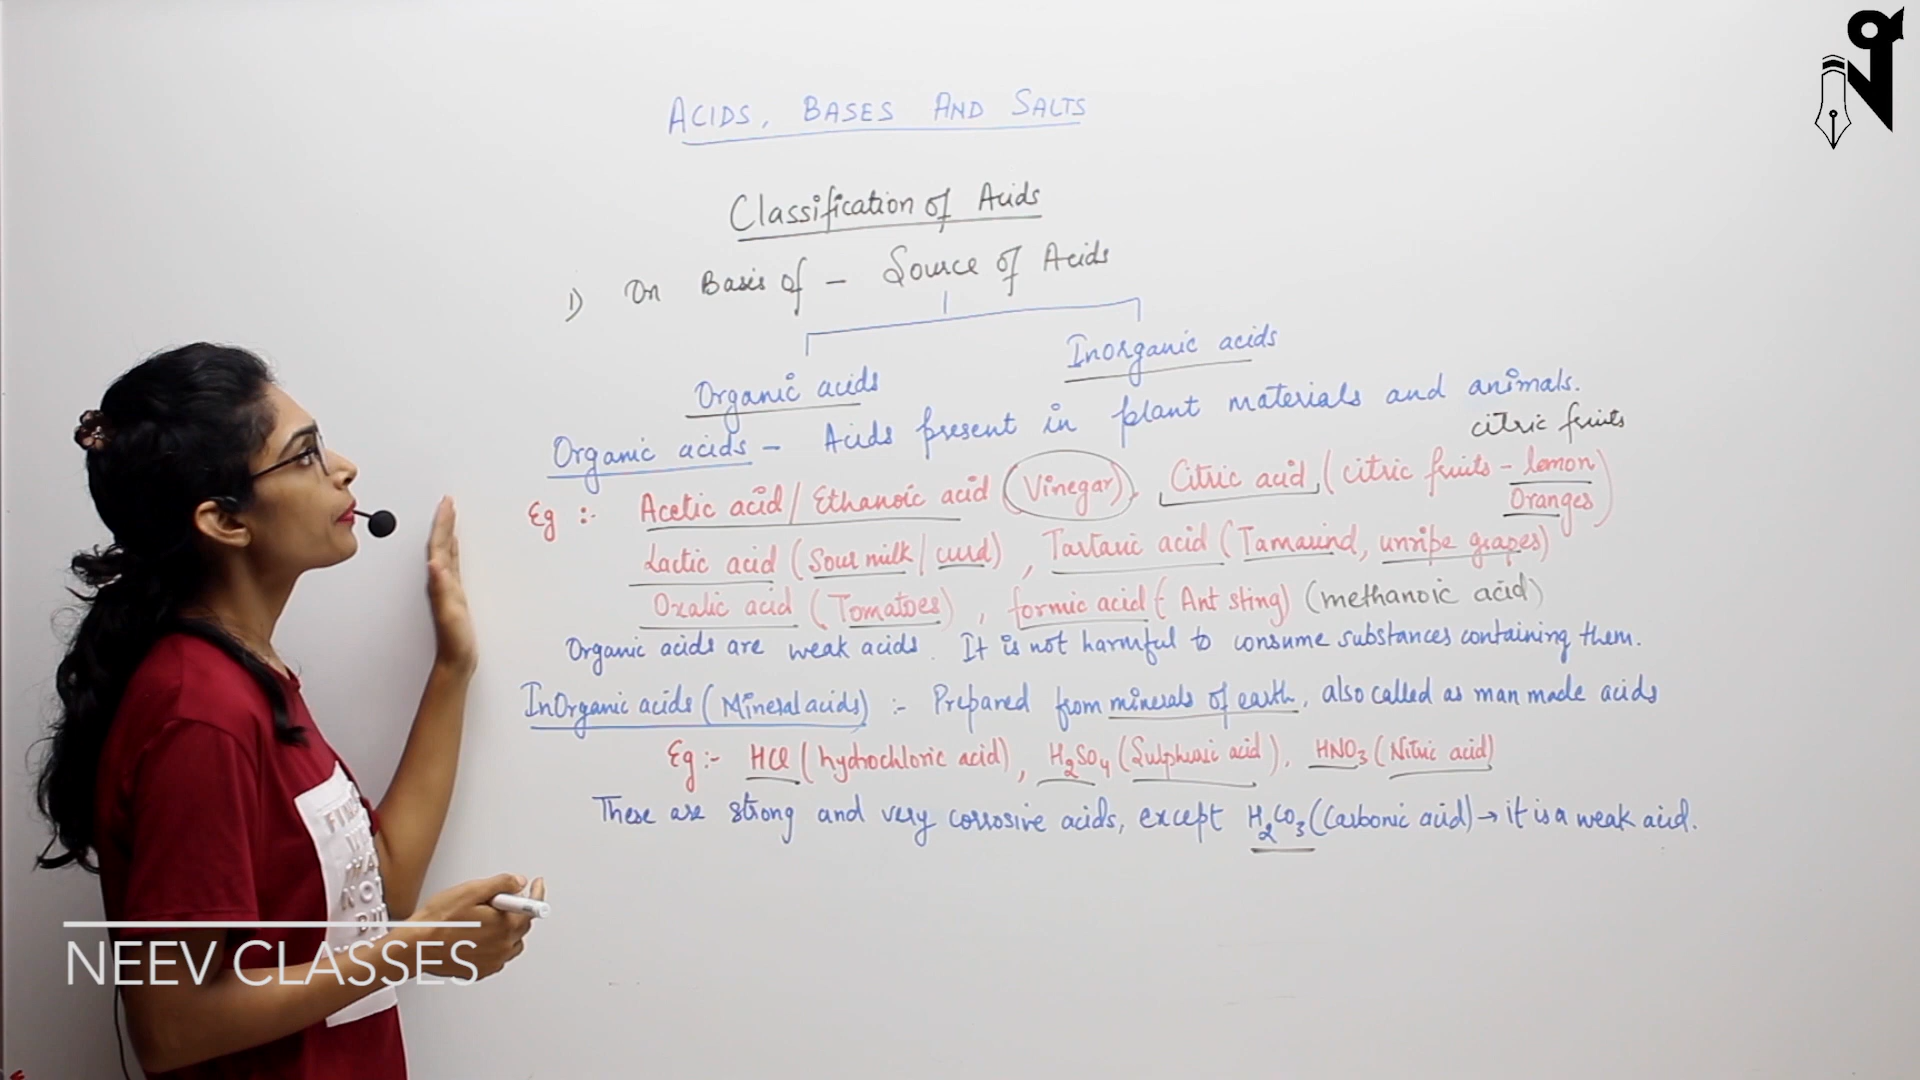 ACIDS, BASES AND SALTS
Classification of Acids
1) On Basis of – Source of Acids
Organic acids Inorganic acids
Organic acids – Acids present in plant materials and animals.
citric fruits
Eg :- Acetic acid / Ethanoic acid (Vinegar), Citric acid, (citric fruits – lemon
Oranges)
Lactic acid (Sour milk / curd), Tartaric acid (Tamarind, unripe grapes)
Oxalic acid (Tomatoes), formic acid – (Ant sting) (methanoic acid)
Organic acids are weak acids. It is not harmful to consume substances containing them.
InOrganic acids (Mineral acids) :- Prepared from minerals of earth, also called as man made acids
Eg :- HCl (hydrochloric acid), H₂SO₄ (Sulphuric acid), HNO₃ (Nitric acid)
These are strong and very corrosive acids, except H₂CO₃ (Carbonic acid) → it is a weak acid.
NOT
NEEV CLASSES